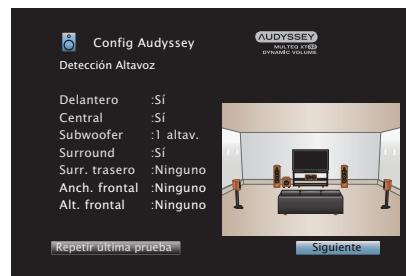 Config Audyssey
AUDYSSEY
MULTEQ XT32
DYNAMIC VOLUME
Detección Altavoz
Delantero :Sí
Central :Sí
Subwoofer :1 altav.
Surround :Sí
Surr. trasero :Ninguno
Anch. frontal :Ninguno
Alt. frontal :Ninguno
Repetir última prueba
Siguiente